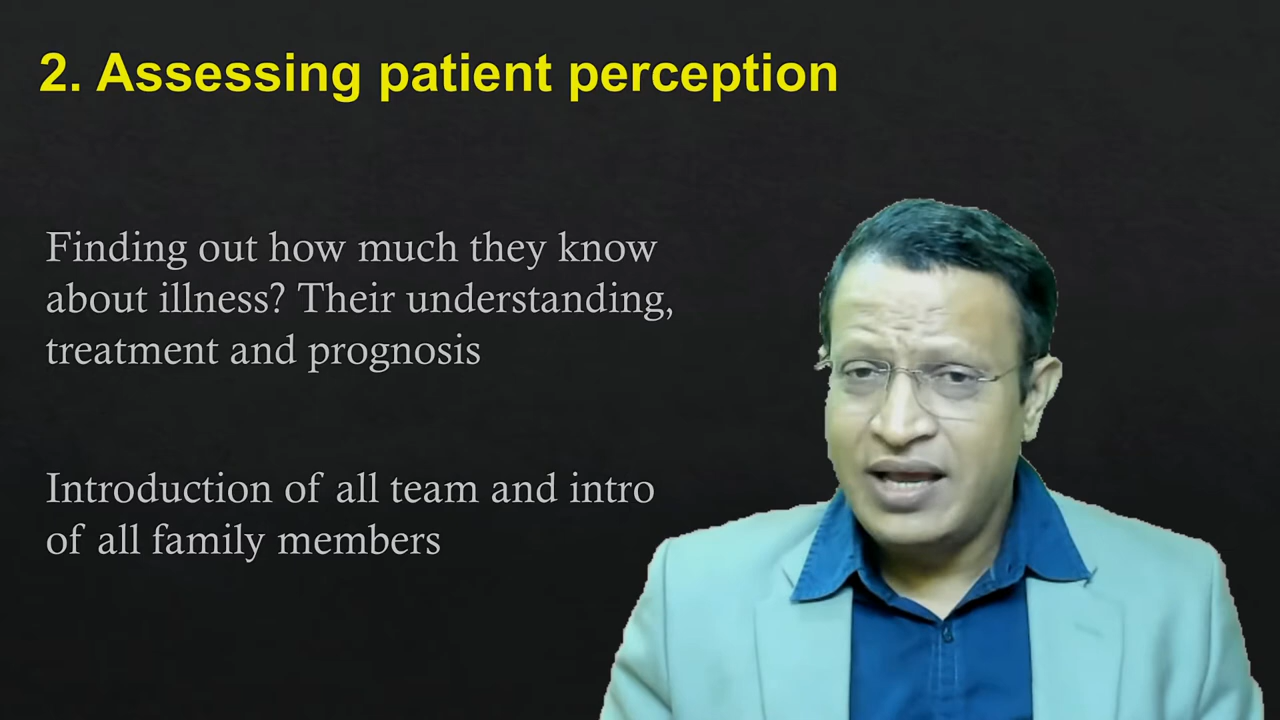 2. Assessing patient perception
Finding out how much they know
about illness? Their understanding,
treatment and prognosis
Introduction of all team and intro
of all family members